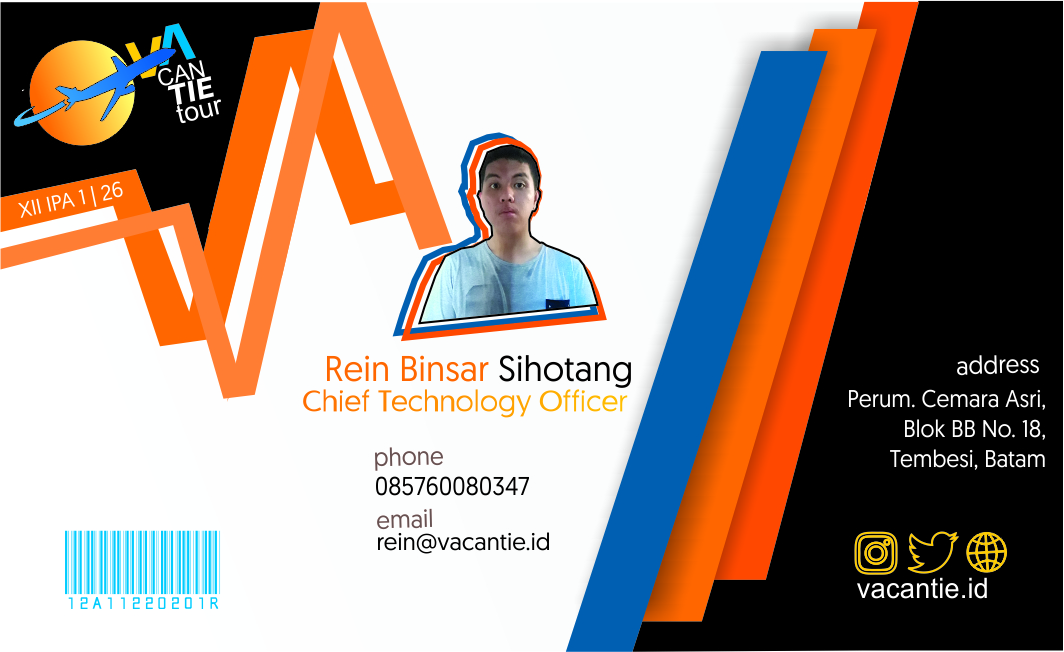 VA
CAN
TIE
tour
XII IPA 1 | 26
Rein Binsar Sihotang
Chief Technology Officer
phone
085760080347
email
rein@vacantie.id
address
Perum. Cemara Asri,
Blok BB No. 18,
Tembesi, Batam
vacantie.id
12A11220201R